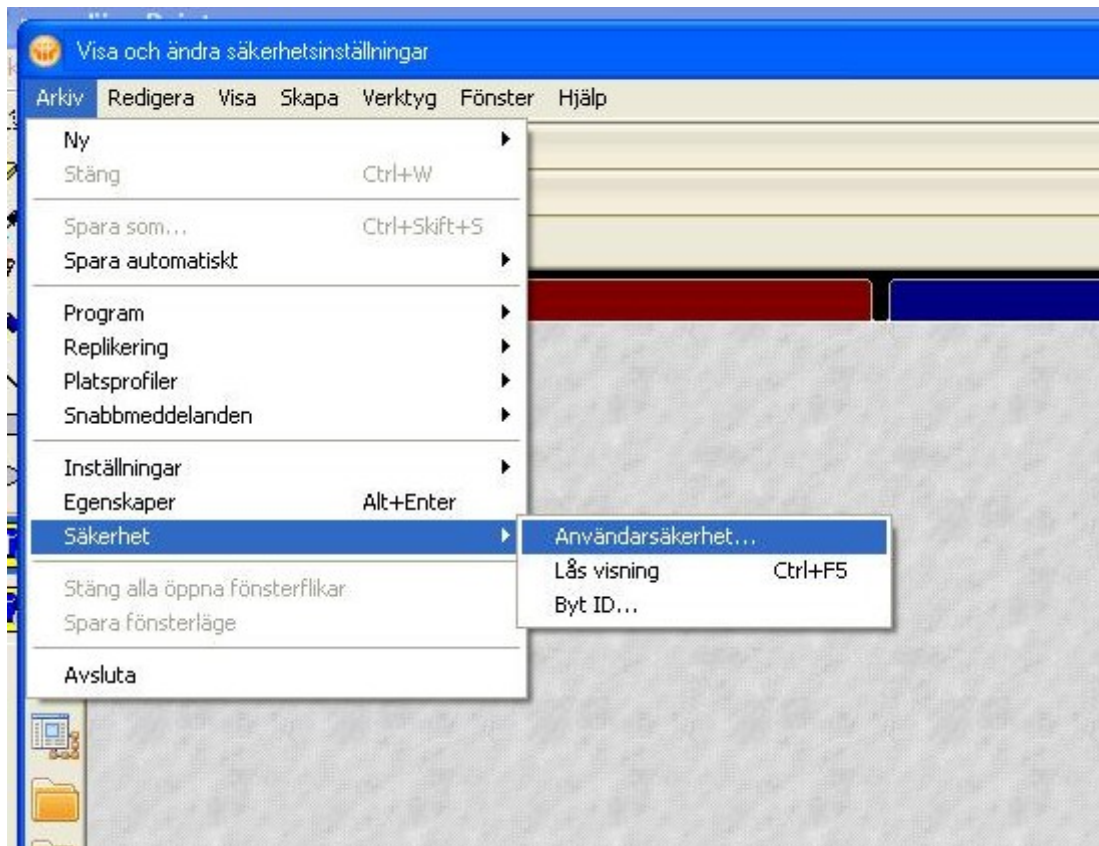 Visa och ändra säkerhetsinställningar
Arkiv Redigera Visa Skapa Verktyg Fönster Hjälp
Ny
Stäng Ctrl+W
Spara som... Ctrl+Skift+S
Spara automatiskt
Program
Replikering
Platsprofiler
Snabbmeddelanden
Inställningar
Egenskaper Alt+Enter
Säkerhet
Användarsäkerhet...
Lås visning Ctrl+F5
Byt ID...
Stäng alla öppna fönsterflikar
Spara fönsterläge
Avsluta